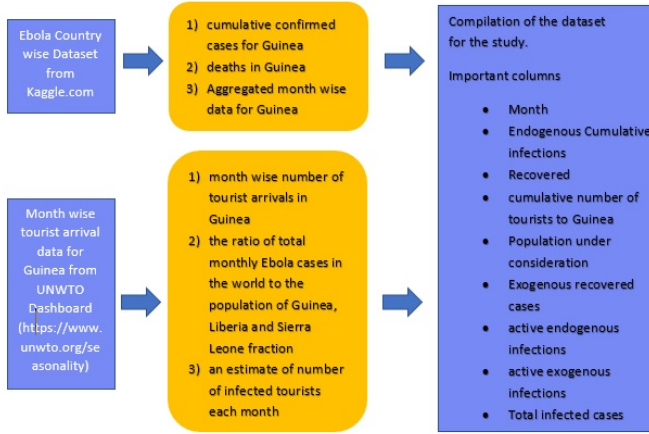 Ebola Country
wise Dataset
from
Kaggle.com
1) cumulative confirmed
cases for Guinea
2) deaths in Guinea
3) Aggregated month wise
data for Guinea
Month wise
tourist arrival
data for
Guinea from
UNWTO
Dashboard
(https://www.
unwto.org/se
asonality)
1) month wise number of
tourist arrivals in
Guinea
2) the ratio of total
monthly Ebola cases in
the world to the
population of Guinea,
Liberia and Sierra
Leone fraction
3) an estimate of number
of infected tourists
each month
Compilation of the dataset
for the study.
Important columns
• Month
• Endogenous Cumulative
infections
• Recovered
• cumulative number of
tourists to Guinea
• Population under
consideration
• Exogenous recovered
cases
• active endogenous
infections
• active exogenous
infections
• Total infected cases